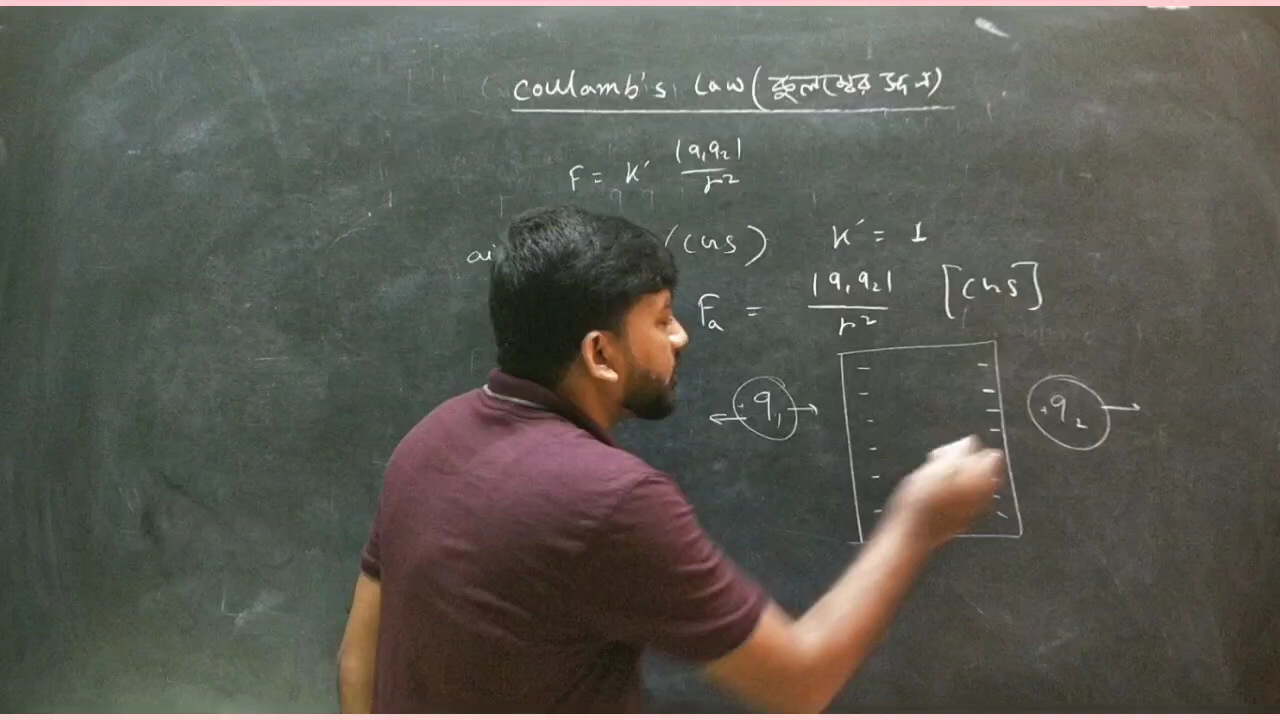 Coulamb's Law (কুলম্বের সূত্র)
F = K' |q₁q₂| / r²
(CGS) K' = 1
Fₐ = |q₁q₂| / r² [CGS]
q₁
q₂